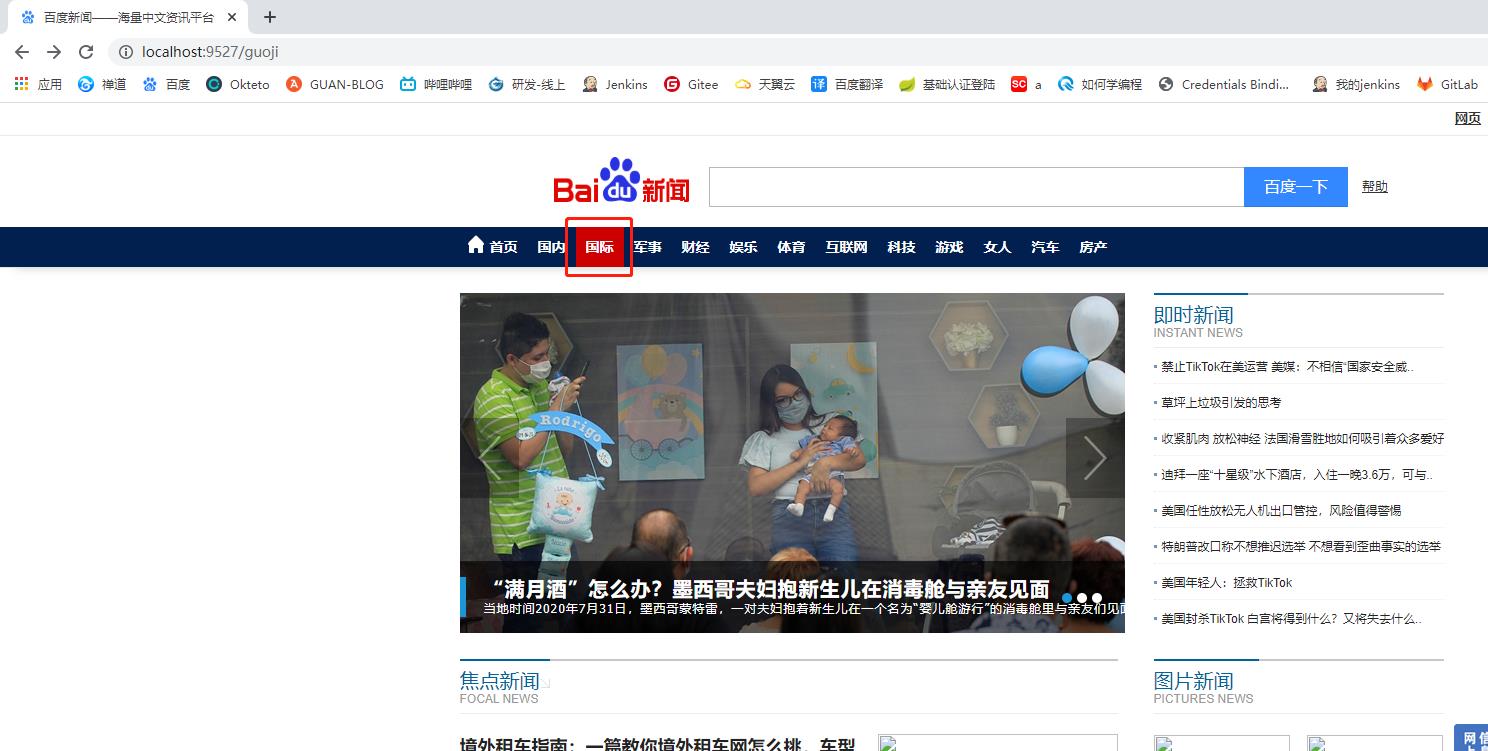 百度新闻——海量中文资讯平台
localhost:9527/guoji
应用 禅道 百度 Okteto GUAN-BLOG 哔哩哔哩 研发-线上 Jenkins Gitee 天翼云 百度翻译 基础认证登陆 a 如何学编程 Credentials Bindi... 我的jenkins GitLab
网页
Bai du 新闻 百度一下 帮助
首页 国内 国际 军事 财经 娱乐 体育 互联网 科技 游戏 女人 汽车 房产
Rodrigo
“满月酒”怎么办？墨西哥夫妇抱新生儿在消毒舱与亲友见面
当地时间2020年7月31日，墨西哥蒙特雷，一对夫妇抱着新生儿在一个名为“婴儿舱游行”的消毒舱里与亲友们见面
即时新闻
INSTANT NEWS
禁止TikTok在美运营 美媒：不相信“国家安全威..
草坪上垃圾引发的思考
收紧肌肉 放松神经 法国滑雪胜地如何吸引着众多爱好
迪拜一座“十星级”水下酒店，入住一晚3.6万，可与..
美国任性放松无人机出口管控，风险值得警惕
特朗普改口称不想推迟选举 不想看到歪曲事实的选举
美国年轻人：拯救TikTok
美国封杀TikTok 白宫将得到什么？又将失去什么..
焦点新闻
FOCAL NEWS
图片新闻
PICTURES NEWS
境外租车指南：一篇教你境外租车网怎么挑，车型